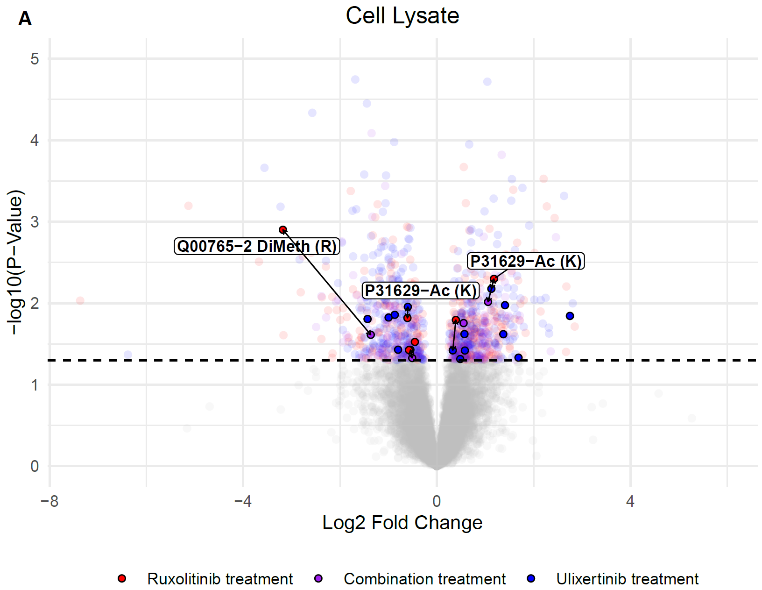 A
Cell Lysate
−log10(P−Value)
5
4
3
2
1
0
Q00765−2 DiMeth (R)
P31629−Ac (K)
P31629−Ac (K)
−8
−4
0
4
Log2 Fold Change
Ruxolitinib treatment
Combination treatment
Ulixertinib treatment